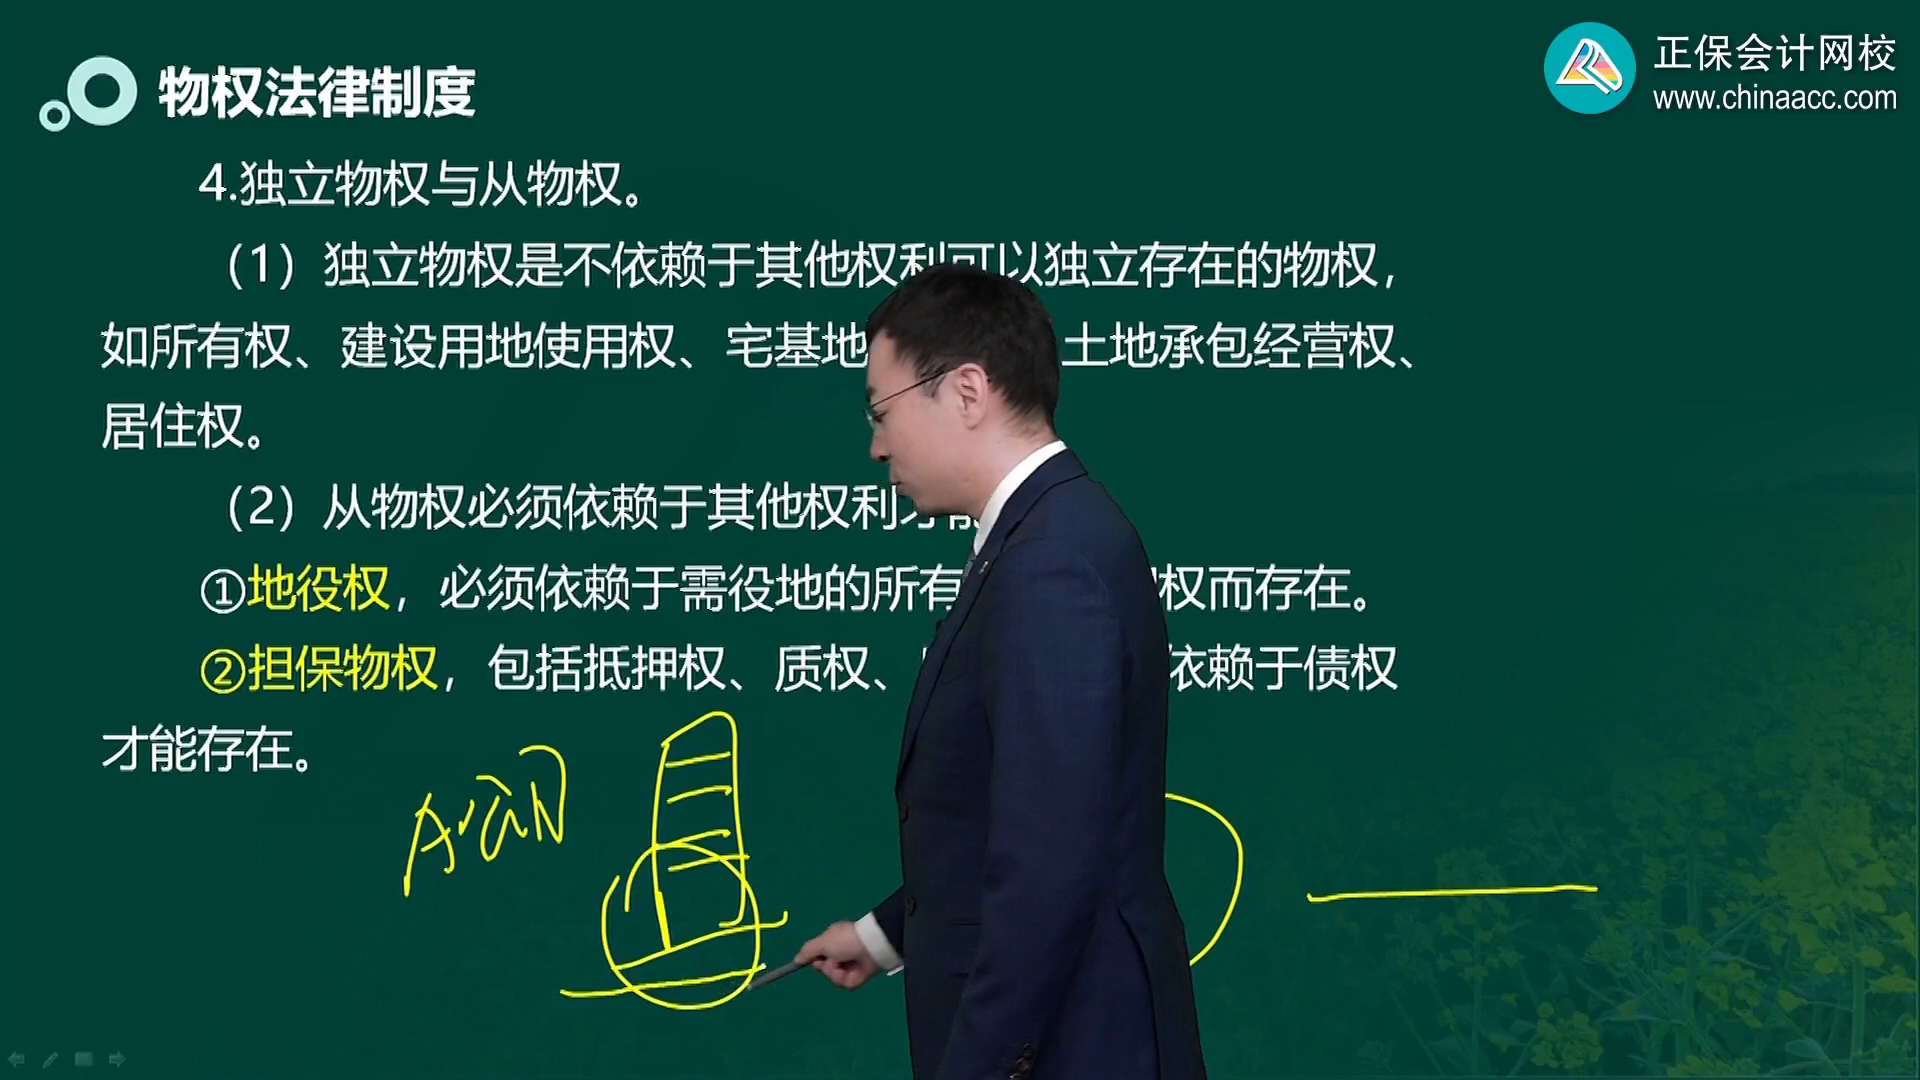 物权法律制度
正保会计网校
www.chinaacc.com
4.独立物权与从物权。
（1）独立物权是不依赖于其他权利可以独立存在的物权，
如所有权、建设用地使用权、宅基地 土地承包经营权、
居住权。
（2）从物权必须依赖于其他权利才能
①地役权，必须依赖于需役地的所有 权而存在。
②担保物权，包括抵押权、质权、 依赖于债权
才能存在。